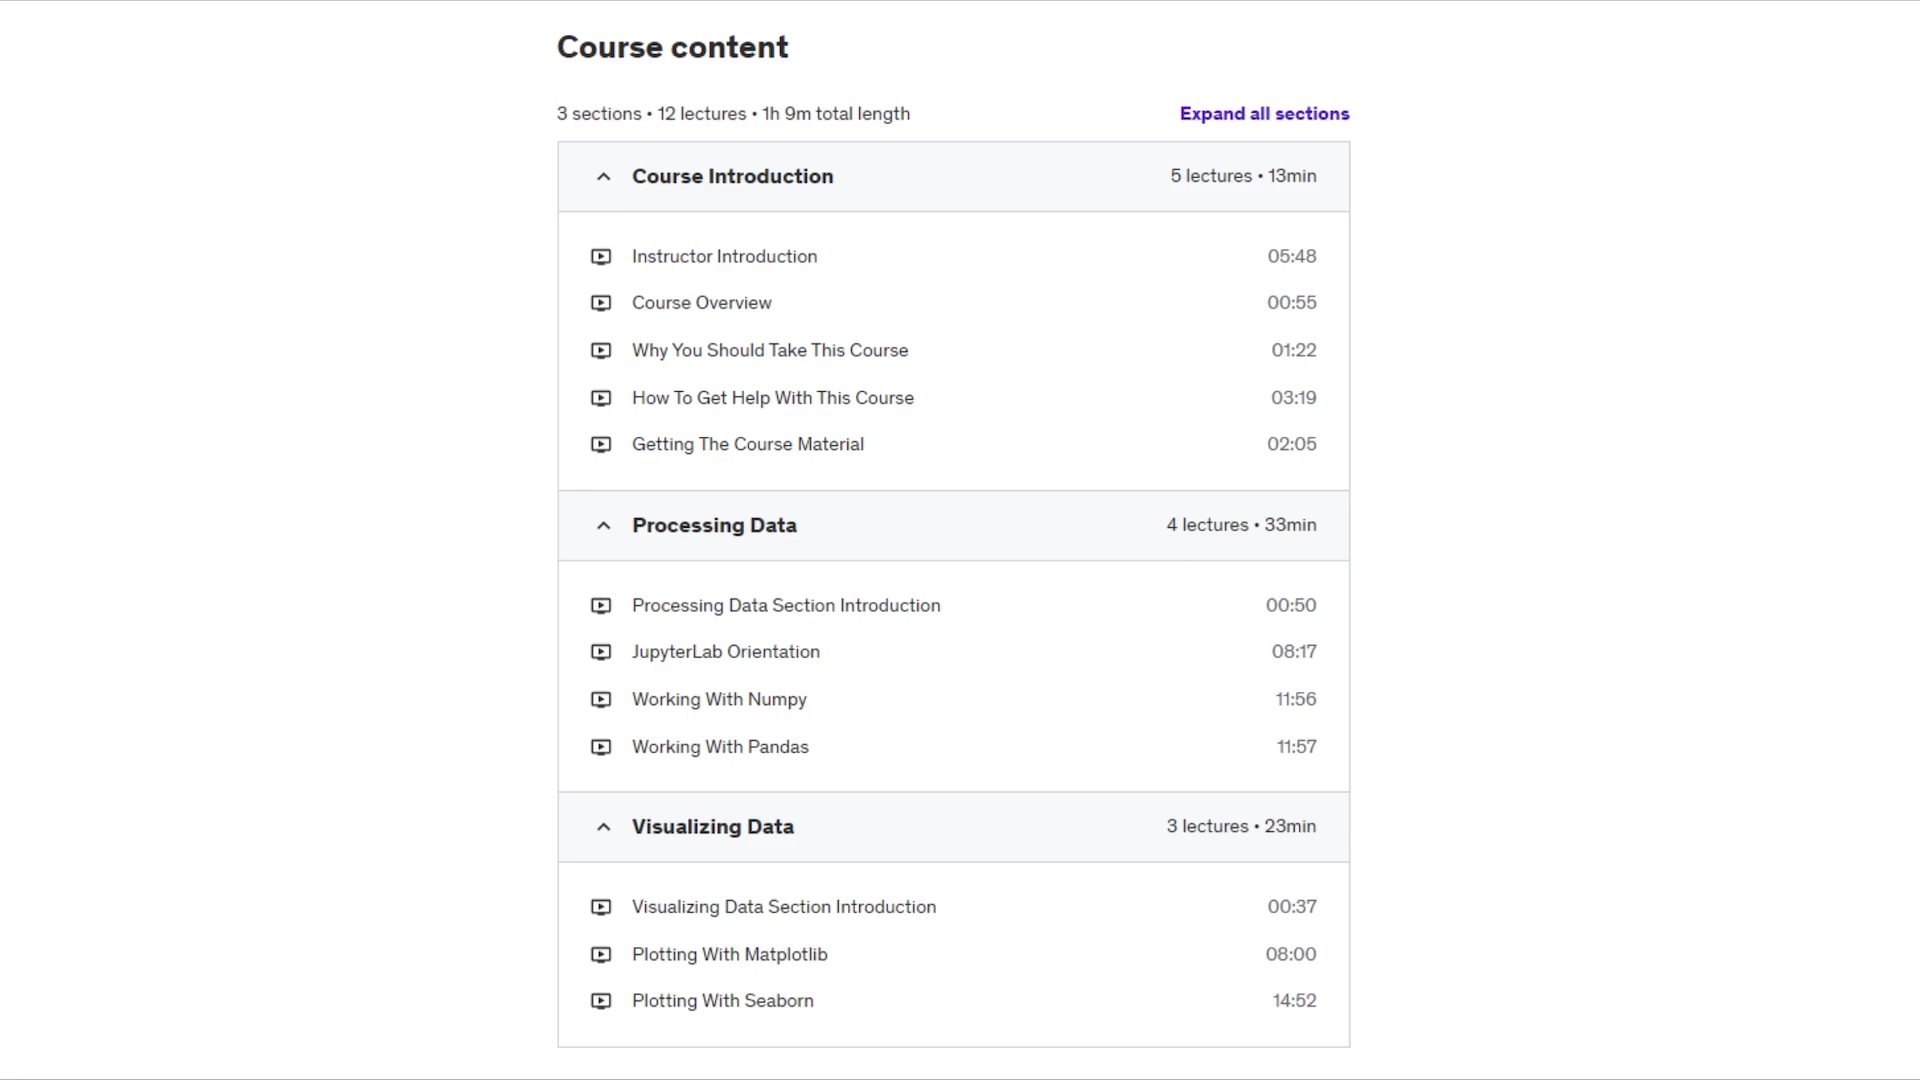 Course content
3 sections • 12 lectures • 1h 9m total length Expand all sections
Course Introduction 5 lectures • 13min
Instructor Introduction 05:48
Course Overview 00:55
Why You Should Take This Course 01:22
How To Get Help With This Course 03:19
Getting The Course Material 02:05
Processing Data 4 lectures • 33min
Processing Data Section Introduction 00:50
JupyterLab Orientation 08:17
Working With Numpy 11:56
Working With Pandas 11:57
Visualizing Data 3 lectures • 23min
Visualizing Data Section Introduction 00:37
Plotting With Matplotlib 08:00
Plotting With Seaborn 14:52